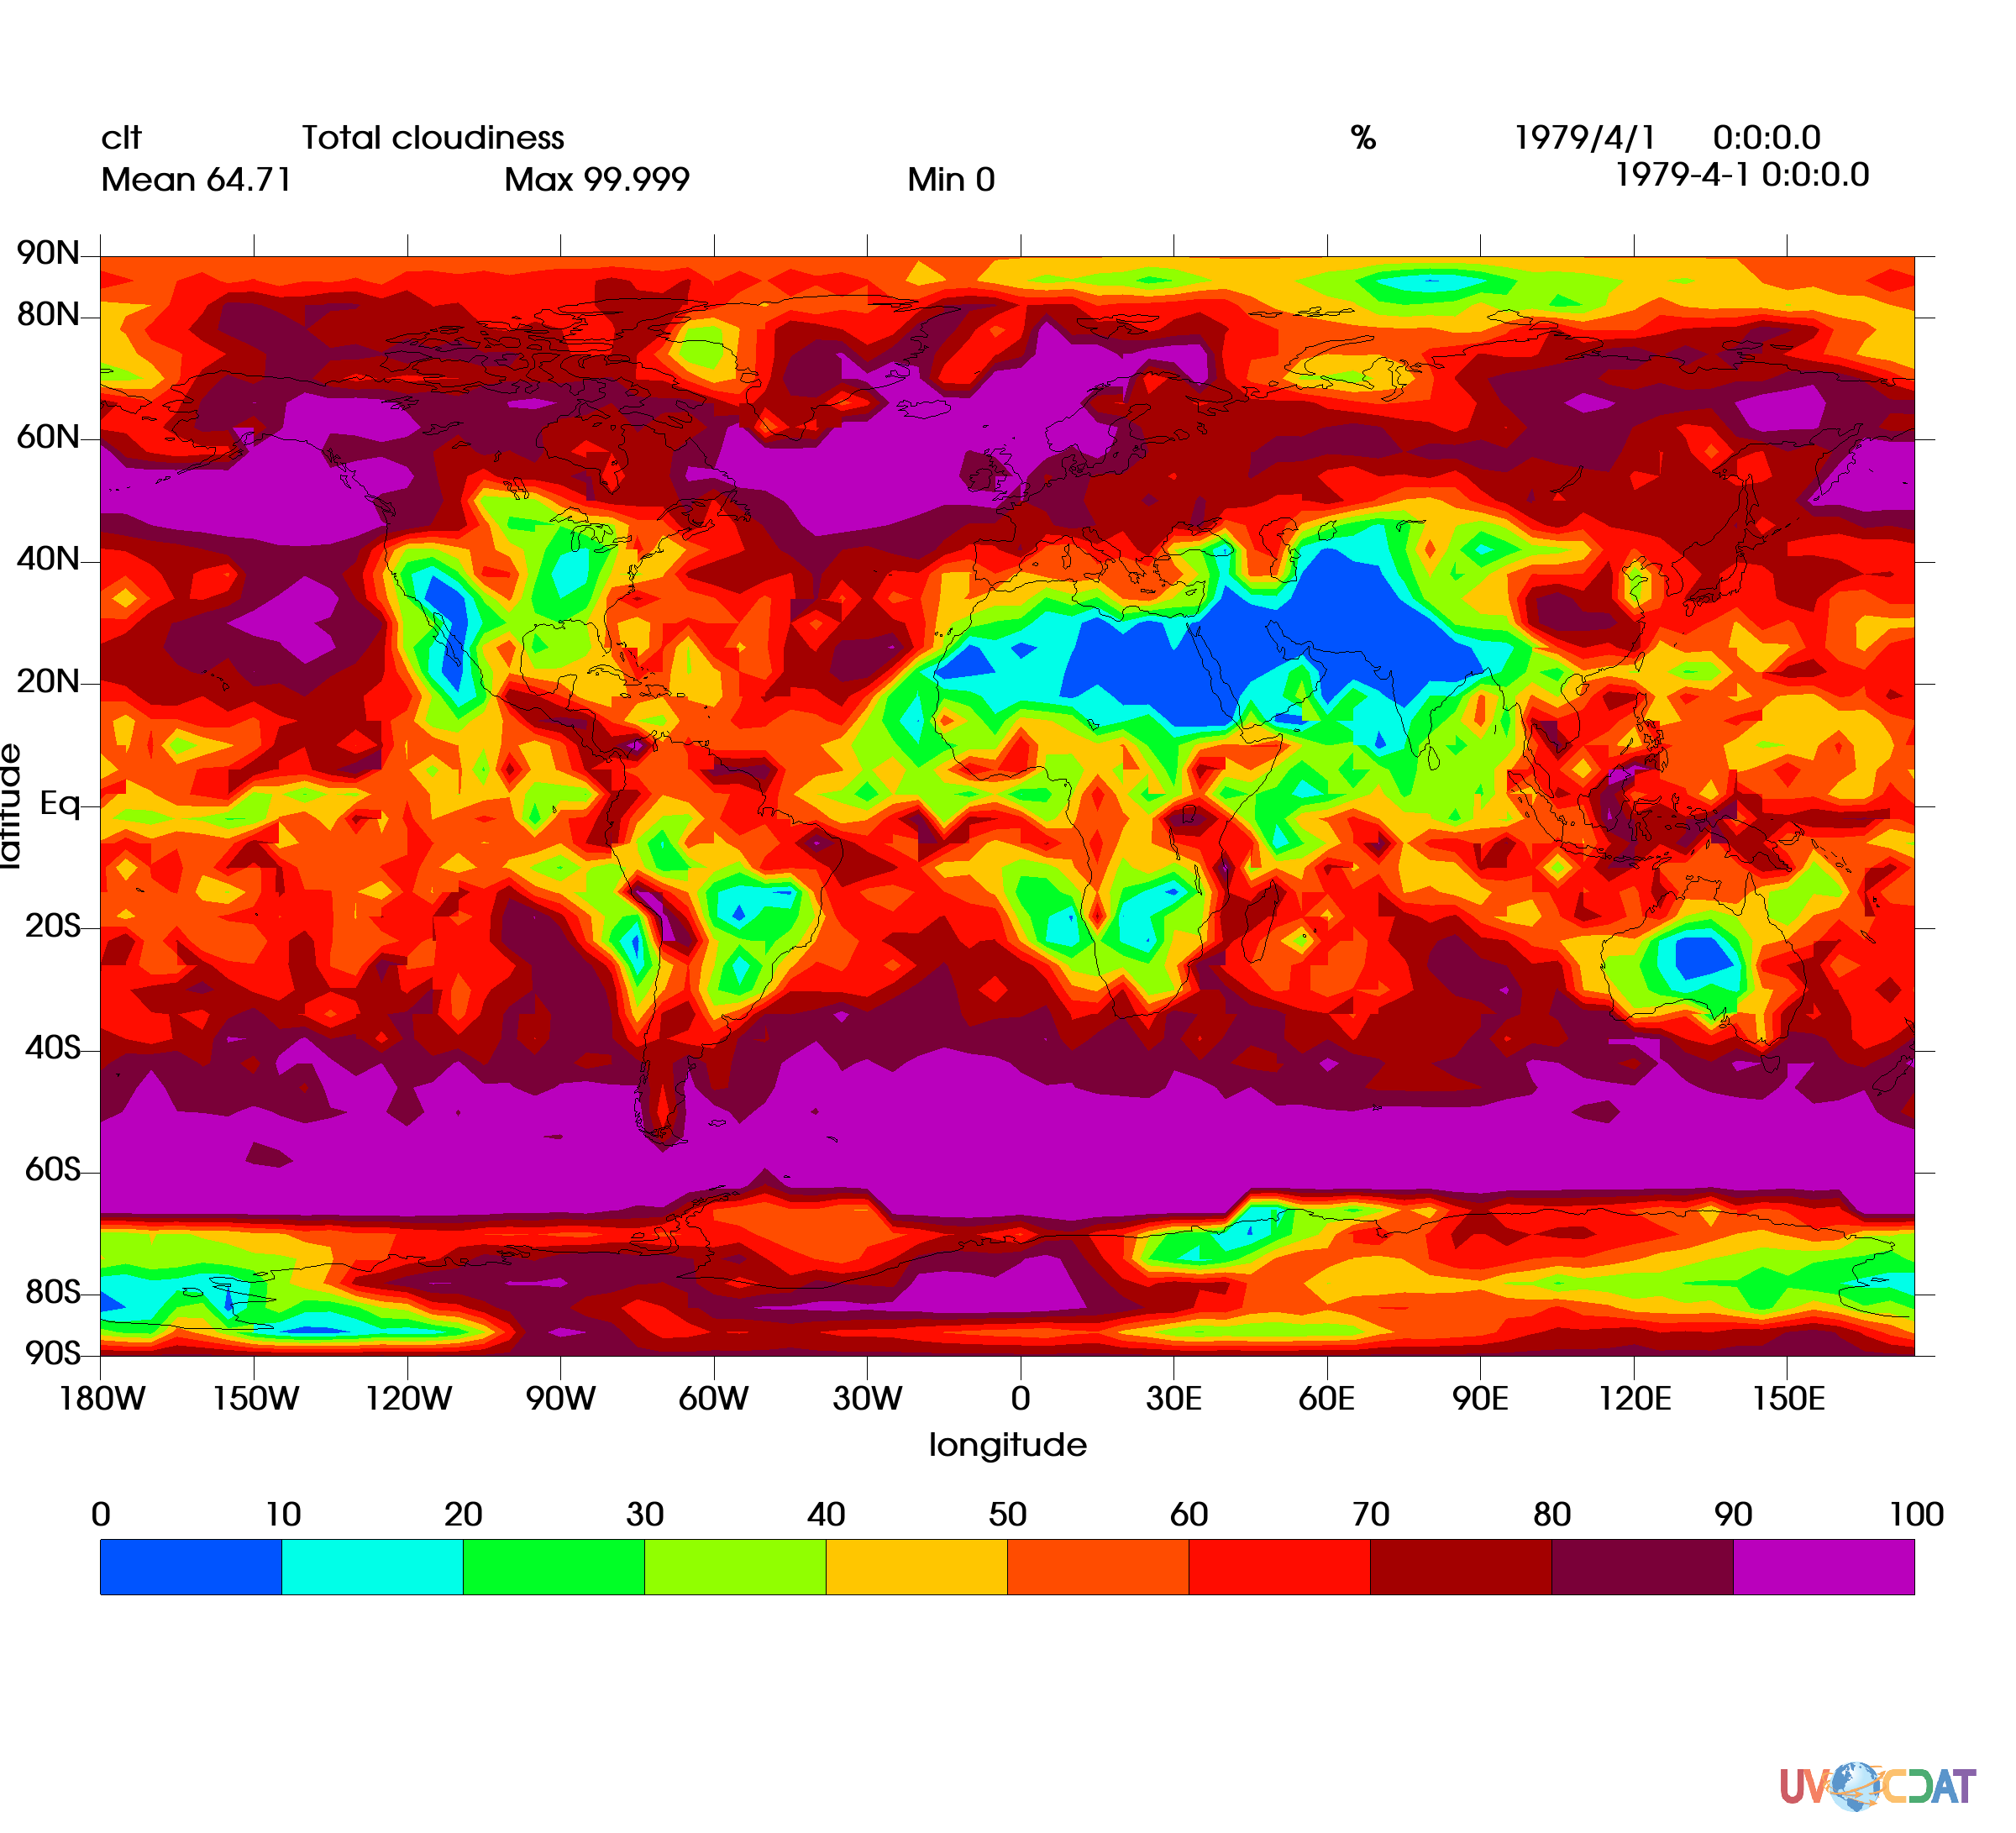 clt Total cloudiness % 1979/4/1 0:0:0.0
Mean 64.71 Max 99.999 Min 0 1979-4-1 0:0:0.0
90N
80N
60N
40N
20N
latitude
Eq
20S
40S
60S
80S
90S
180W 150W 120W 90W 60W 30W 0 30E 60E 90E 120E 150E
longitude
0 10 20 30 40 50 60 70 80 90 100
UV CDAT